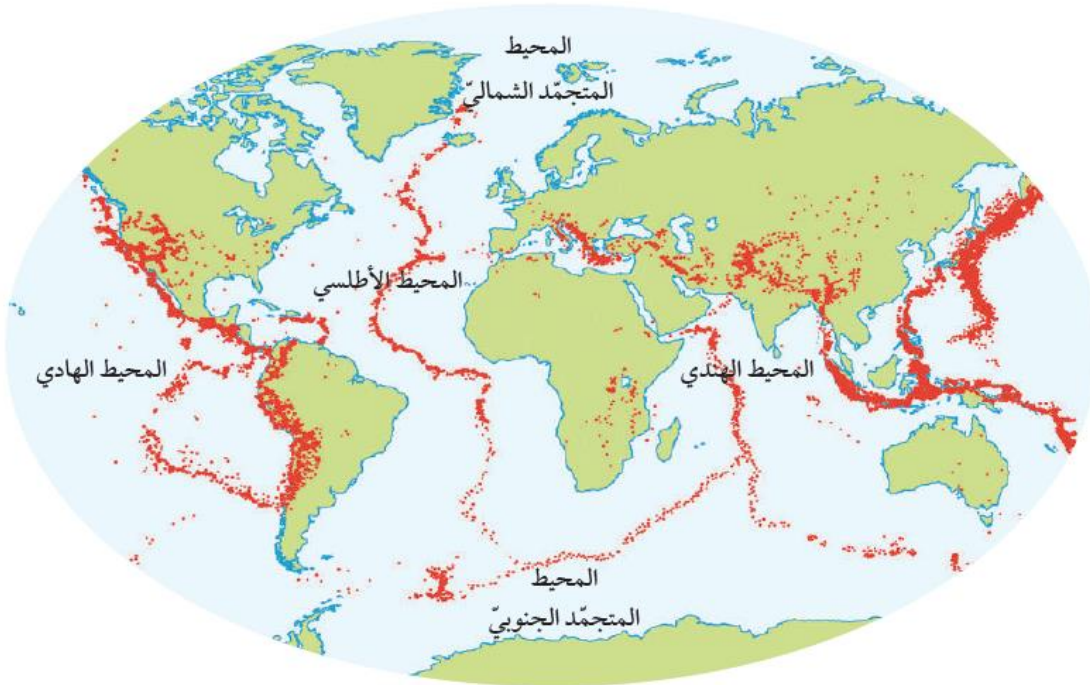 المحيط
المتجمّد الشماليّ
المحيط الأطلسي
المحيط الهندي
المحيط الهادي
المحيط
المتجمّد الجنوبيّ